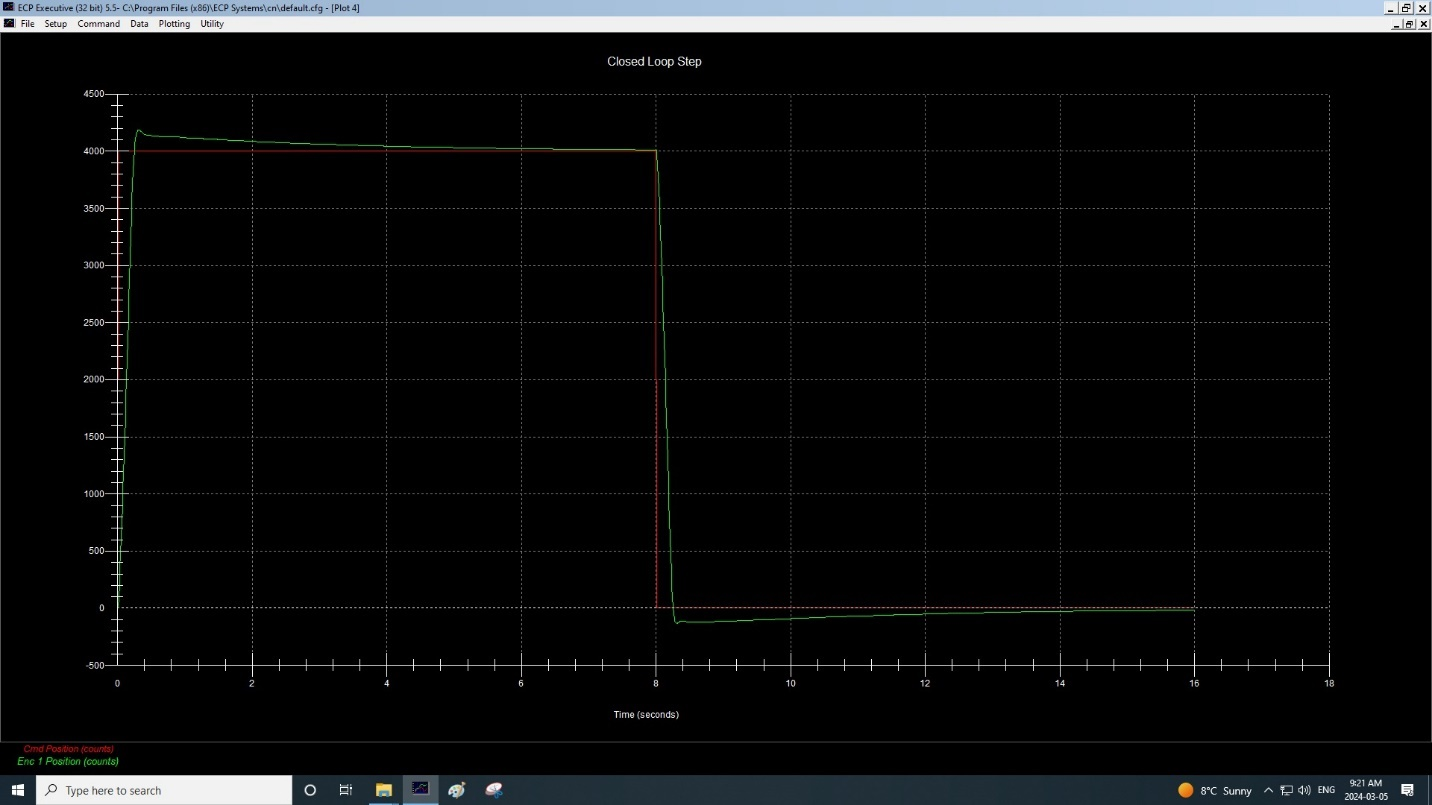 ECP Executive (32 bit) 5.5- C:\Program Files (x86)\ECP Systems\cn\default.cfg - [Plot 4]
File Setup Command Data Plotting Utility
Closed Loop Step
4500
4000
3500
3000
2500
2000
1500
1000
500
0
-500
0 2 4 6 8 10 12 14 16 18
Time (seconds)
Cmd Position (counts)
Enc 1 Position (counts)
Type here to search
8°C Sunny
ENG
9:21 AM
2024-03-05